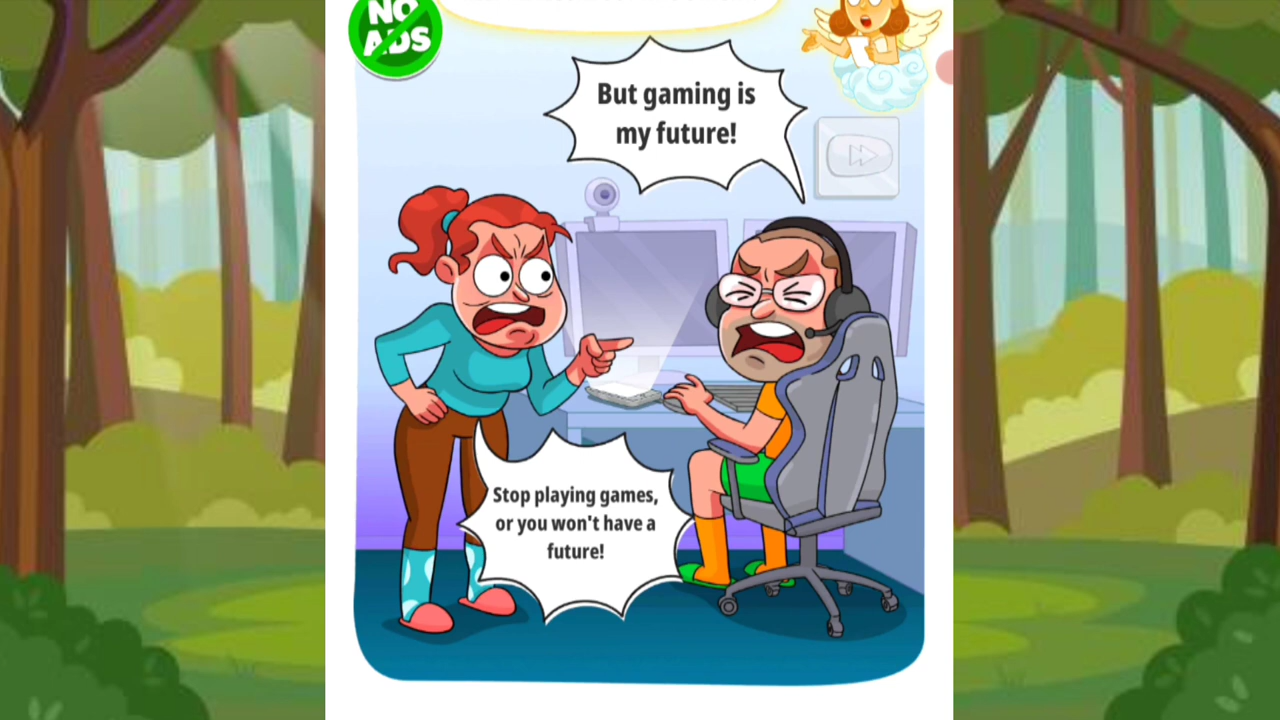 NO
ADS
But gaming is
my future!
Stop playing games,
or you won't have a
future!